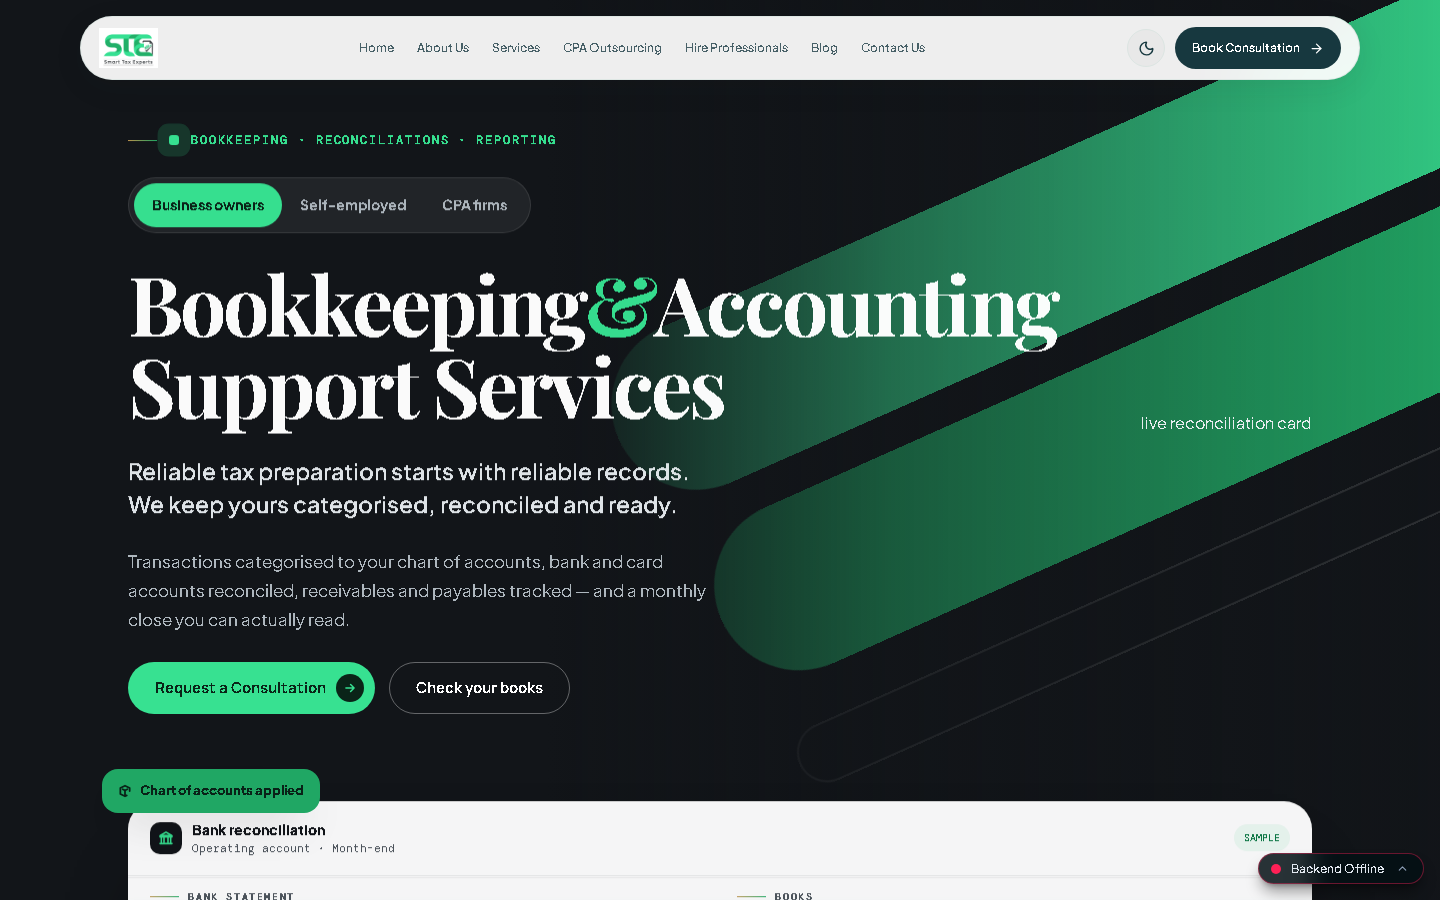 STE
Smart Tax Experts
Home
About Us
Services
CPA Outsourcing
Hire Professionals
Blog
Contact Us
Book Consultation
BOOKKEEPING · RECONCILIATIONS · REPORTING
Business owners
Self-employed
CPA firms
Bookkeeping & Accounting
Support Services
live reconciliation card
Reliable tax preparation starts with reliable records.
We keep yours categorised, reconciled and ready.
Transactions categorised to your chart of accounts, bank and card
accounts reconciled, receivables and payables tracked — and a monthly
close you can actually read.
Request a Consultation
Check your books
Chart of accounts applied
Bank reconciliation
Operating account · Month-end
SAMPLE
Backend Offline
BANK STATEMENT
BOOKS